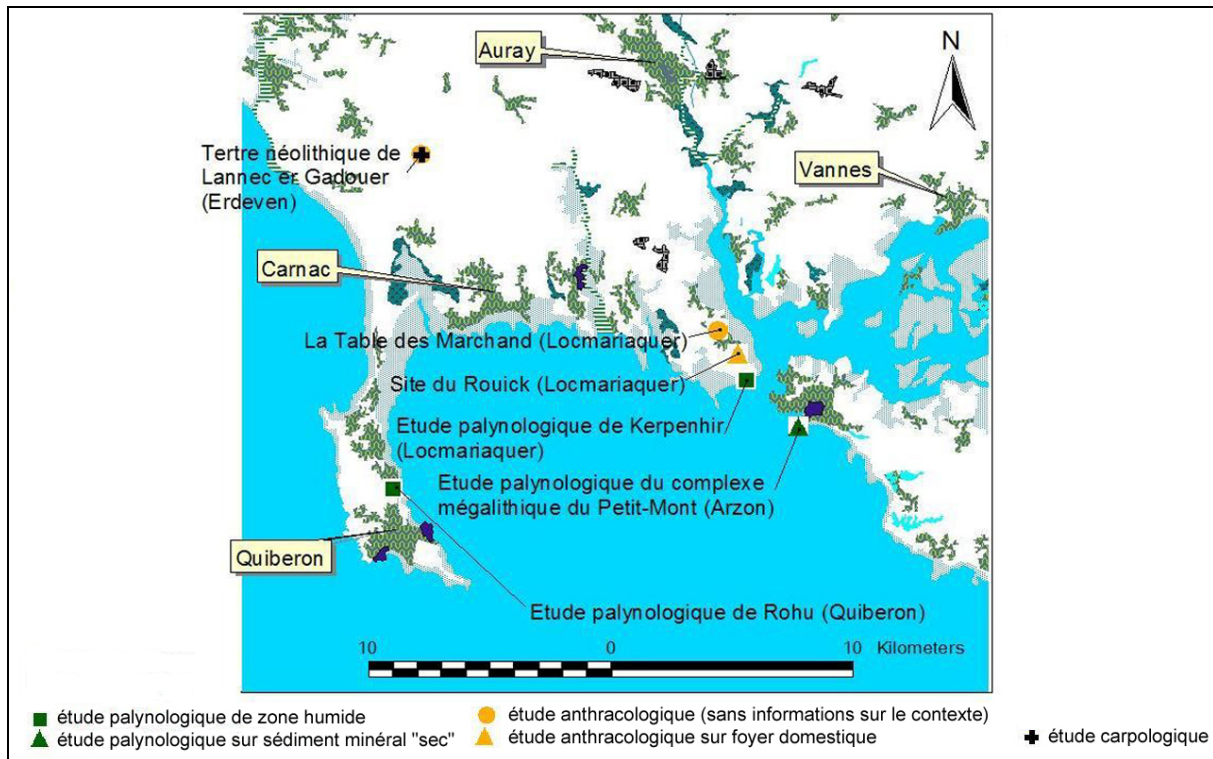 Auray
N
Tertre néolithique de
Lannec er Gadouer
(Erdeven)
Vannes
Carnac
La Table des Marchand (Locmariaquer)
Site du Rouick (Locmariaquer)
Etude palynologique de Kerpenhir
(Locmariaquer)
Etude palynologique du complexe
mégalithique du Petit-Mont (Arzon)
Quiberon
Etude palynologique de Rohu (Quiberon)
10 0 10 Kilometers
étude palynologique de zone humide
étude palynologique sur sédiment minéral "sec"
étude anthracologique (sans informations sur le contexte)
étude anthracologique sur foyer domestique
étude carpologique